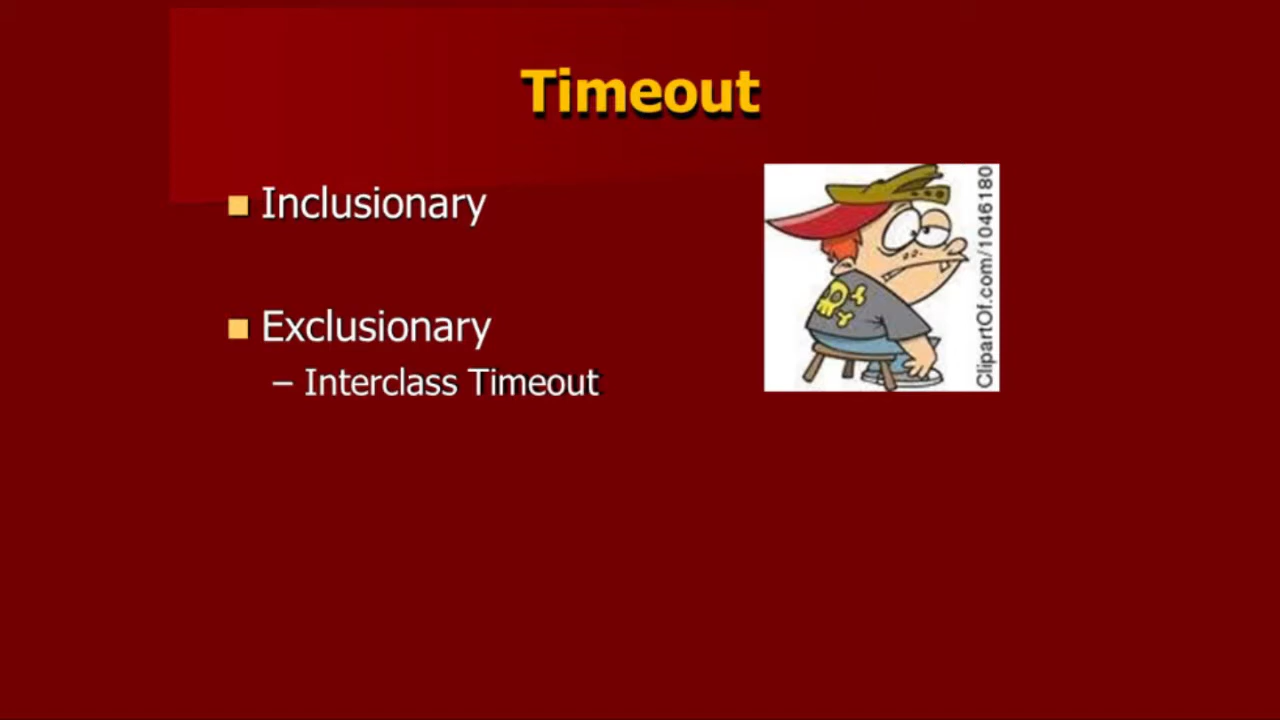 Timeout
Inclusionary
Exclusionary
– Interclass Timeout
ClipartOf.com/1046180